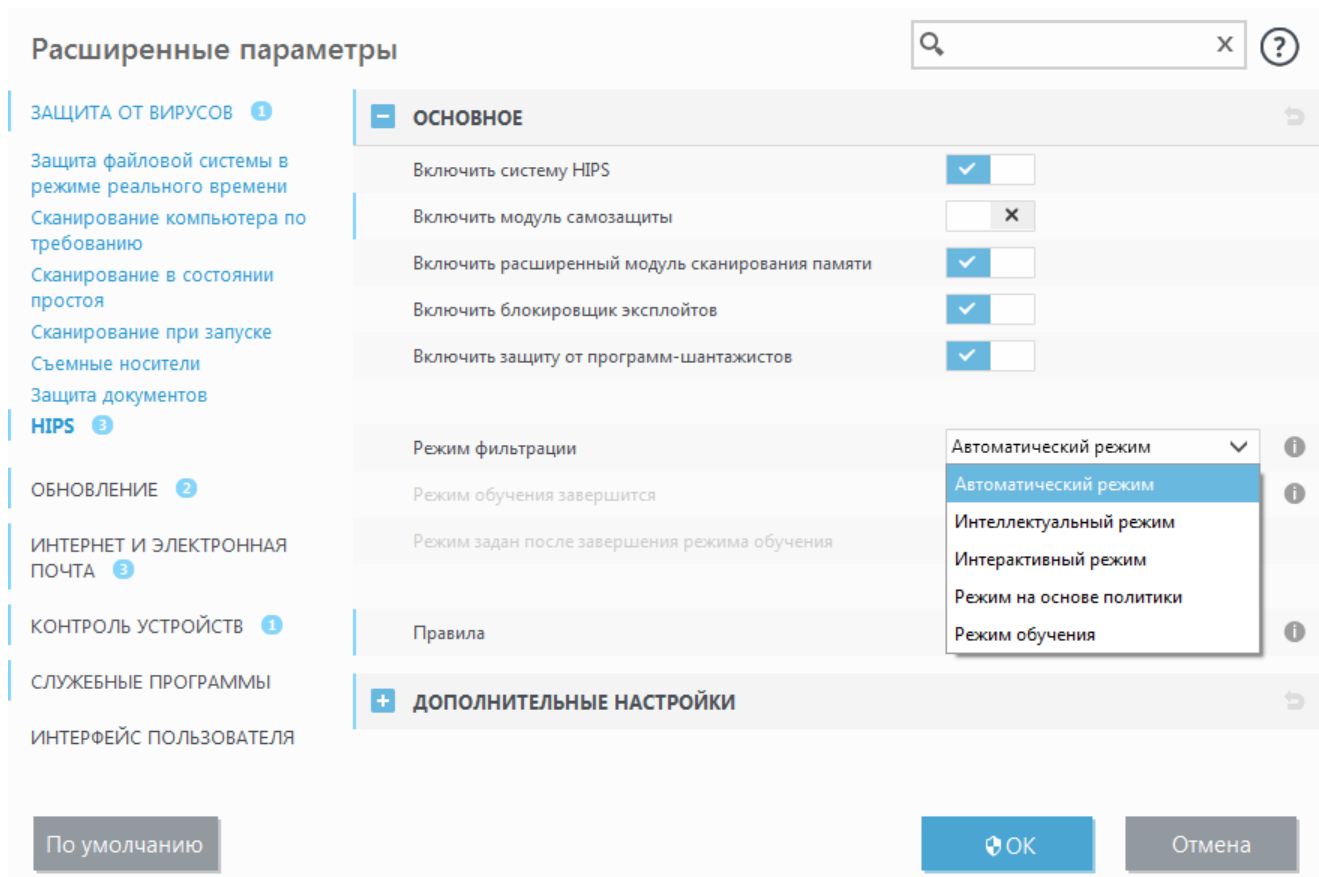 Расширенные параметры
x
?
ЗАЩИТА ОТ ВИРУСОВ 1
Защита файловой системы в
режиме реального времени
Сканирование компьютера по
требованию
Сканирование в состоянии
простоя
Сканирование при запуске
Съемные носители
Защита документов
HIPS 3
ОБНОВЛЕНИЕ 2
ИНТЕРНЕТ И ЭЛЕКТРОННАЯ
ПОЧТА 3
КОНТРОЛЬ УСТРОЙСТВ 1
СЛУЖЕБНЫЕ ПРОГРАММЫ
ИНТЕРФЕЙС ПОЛЬЗОВАТЕЛЯ
ОСНОВНОЕ
Включить систему HIPS
Включить модуль самозащиты
Включить расширенный модуль сканирования памяти
Включить блокировщик эксплойтов
Включить защиту от программ-шантажистов
Режим фильтрации
Автоматический режим
Автоматический режим
Интеллектуальный режим
Интерактивный режим
Режим на основе политики
Режим обучения
Режим обучения завершится
Режим задан после завершения режима обучения
Правила
ДОПОЛНИТЕЛЬНЫЕ НАСТРОЙКИ
По умолчанию
OK
Отмена